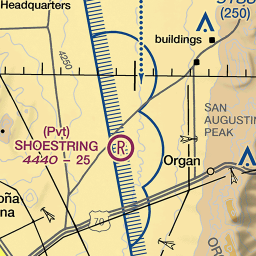 Headquarters
(250)
buildings
4250
SAN
AUGUSTIN
PEAK
(Pvt)
SHOESTRING
R
4440 - 25
Organ
70